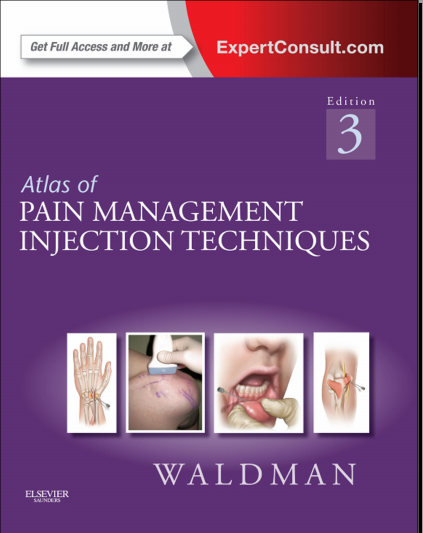 Get Full Access and More at
ExpertConsult.com
Edition
3
Atlas of
PAIN MANAGEMENT
INJECTION TECHNIQUES
WALDMAN
ELSEVIER
SAUNDERS